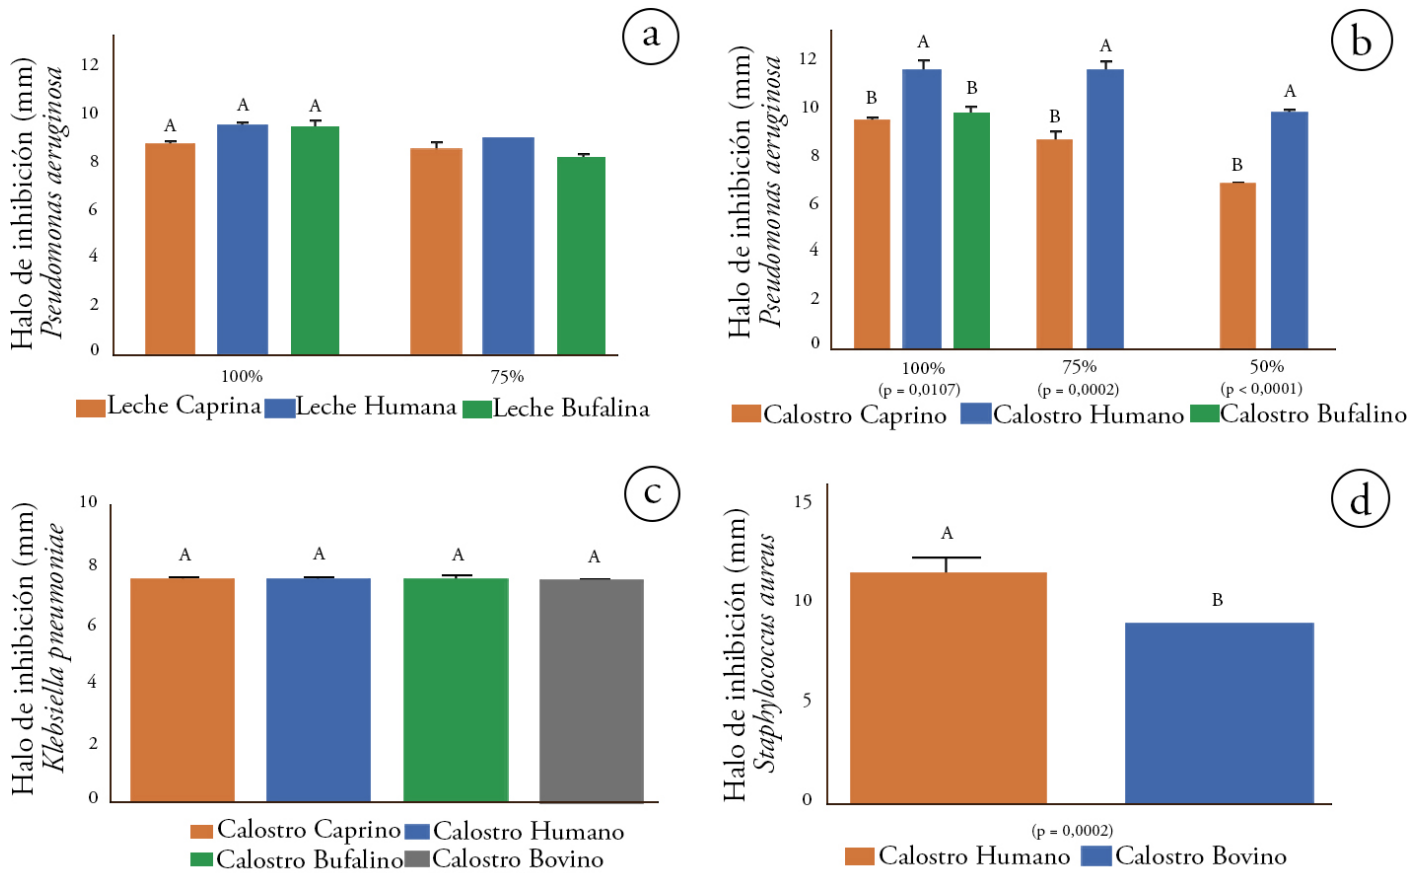 a
Halo de inhibición (mm)
Pseudomonas aeruginosa
12
10
8
6
4
2
0
A
A
A
100%
75%
Leche Caprina Leche Humana Leche Bufalina
b
Halo de inhibición (mm)
Pseudomonas aeruginosa
12
10
8
6
4
2
0
B
A
B
B
A
B
A
100%
(p = 0,0107)
75%
(p = 0,0002)
50%
(p < 0,0001)
Calostro Caprino Calostro Humano Calostro Bufalino
c
Halo de inhibición (mm)
Klebsiella pneumoniae
10
8
6
4
2
0
A
A
A
A
Calostro Caprino Calostro Humano
Calostro Bufalino Calostro Bovino
d
Halo de inhibición (mm)
Staphylococcus aureus
15
10
5
0
A
B
(p = 0,0002)
Calostro Humano Calostro Bovino